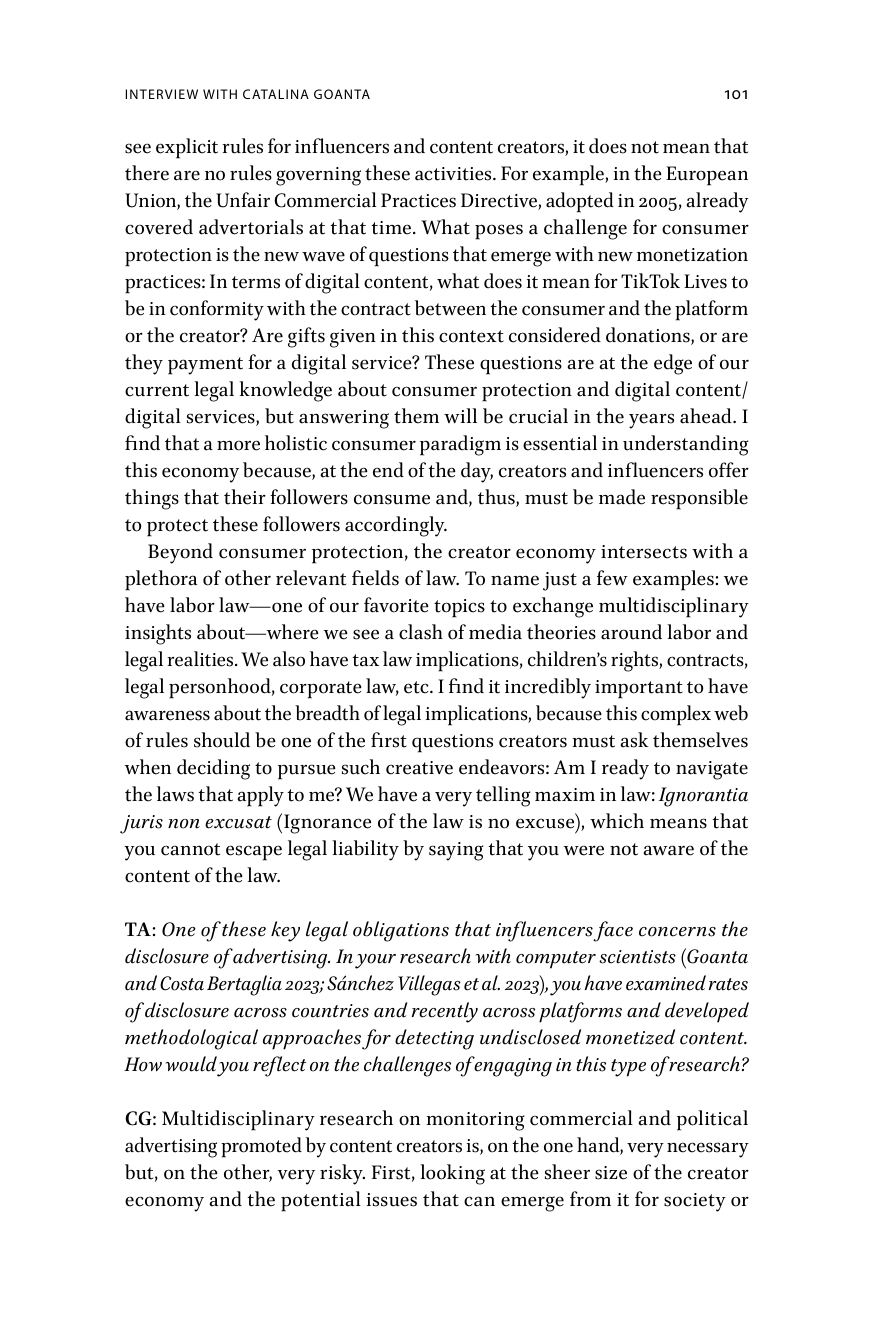 INTERVIEW WITH CATALINA GOANTA 101
see explicit rules for influencers and content creators, it does not mean that
there are no rules governing these activities. For example, in the European
Union, the Unfair Commercial Practices Directive, adopted in 2005, already
covered advertorials at that time. What poses a challenge for consumer
protection is the new wave of questions that emerge with new monetization
practices: In terms of digital content, what does it mean for TikTok Lives to
be in conformity with the contract between the consumer and the platform
or the creator? Are gifts given in this context considered donations, or are
they payment for a digital service? These questions are at the edge of our
current legal knowledge about consumer protection and digital content/
digital services, but answering them will be crucial in the years ahead. I
find that a more holistic consumer paradigm is essential in understanding
this economy because, at the end of the day, creators and influencers offer
things that their followers consume and, thus, must be made responsible
to protect these followers accordingly.
Beyond consumer protection, the creator economy intersects with a
plethora of other relevant fields of law. To name just a few examples: we
have labor law—one of our favorite topics to exchange multidisciplinary
insights about—where we see a clash of media theories around labor and
legal realities. We also have tax law implications, children’s rights, contracts,
legal personhood, corporate law, etc. I find it incredibly important to have
awareness about the breadth of legal implications, because this complex web
of rules should be one of the first questions creators must ask themselves
when deciding to pursue such creative endeavors: Am I ready to navigate
the laws that apply to me? We have a very telling maxim in law: Ignorantia
juris non excusat (Ignorance of the law is no excuse), which means that
you cannot escape legal liability by saying that you were not aware of the
content of the law.
TA: One of these key legal obligations that influencers face concerns the
disclosure of advertising. In your research with computer scientists (Goanta
and Costa Bertaglia 2023; Sánchez Villegas et al. 2023), you have examined rates
of disclosure across countries and recently across platforms and developed
methodological approaches for detecting undisclosed monetized content.
How would you reflect on the challenges of engaging in this type of research?
CG: Multidisciplinary research on monitoring commercial and political
advertising promoted by content creators is, on the one hand, very necessary
but, on the other, very risky. First, looking at the sheer size of the creator
economy and the potential issues that can emerge from it for society or